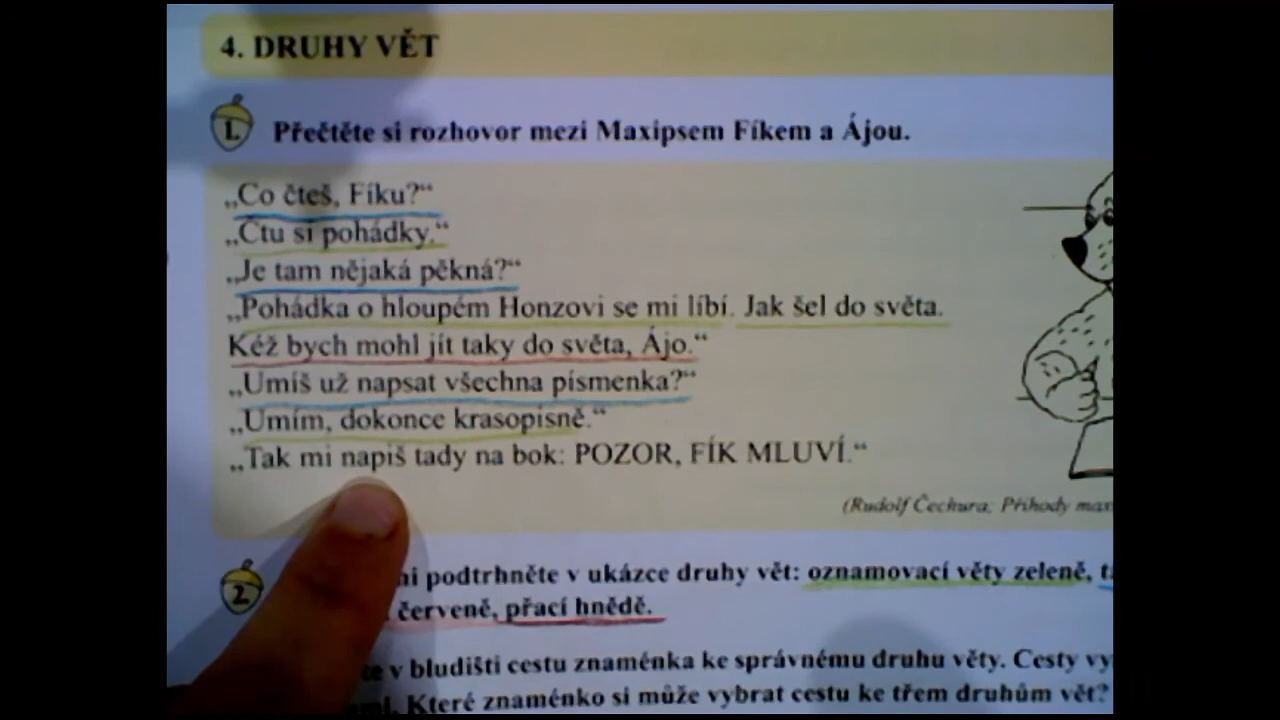 4. DRUHY VĚT
1. Přečtěte si rozhovor mezi Maxipsem Fíkem a Ájou.
„Co čteš, Fíku?“
„Čtu si pohádky.“
„Je tam nějaká pěkná?“
„Pohádka o hloupém Honzovi se mi líbí. Jak šel do světa.
Kéž bych mohl jít taky do světa, Ájo.“
„Umíš už napsat všechna písmenka?“
„Umím, dokonce krasopisně.“
„Tak mi napiš tady na bok: POZOR, FÍK MLUVÍ.“
(Rudolf Čechura: Příhody
2. podtrhněte v ukázce druhy vět: oznamovací věty zeleně,
červeně, přací hnědě.
v bludišti cestu znaménka ke správnému druhu věty. Cesty
Které znaménko si může vybrat cestu ke třem druhům vět?